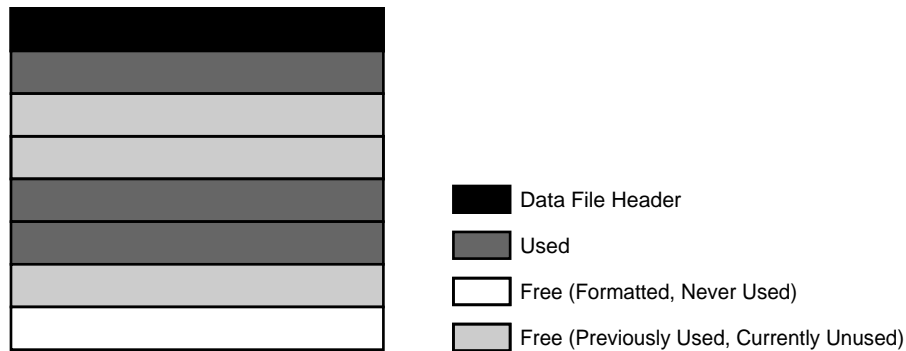 Data File Header
Used
Free (Formatted, Never Used)
Free (Previously Used, Currently Unused)